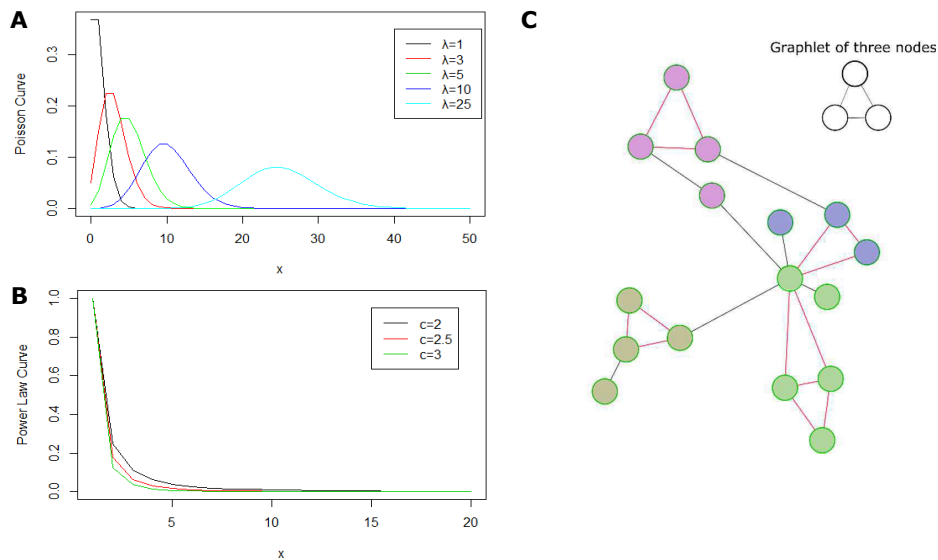 A
Poisson Curve
0.3
0.2
0.1
0.0
λ=1
λ=3
λ=5
λ=10
λ=25
0 10 20 30 40 50
x
B
Power Law Curve
1.0
0.8
0.6
0.4
0.2
0.0
c=2
c=2.5
c=3
5 10 15 20
x
C
Graphlet of three nodes